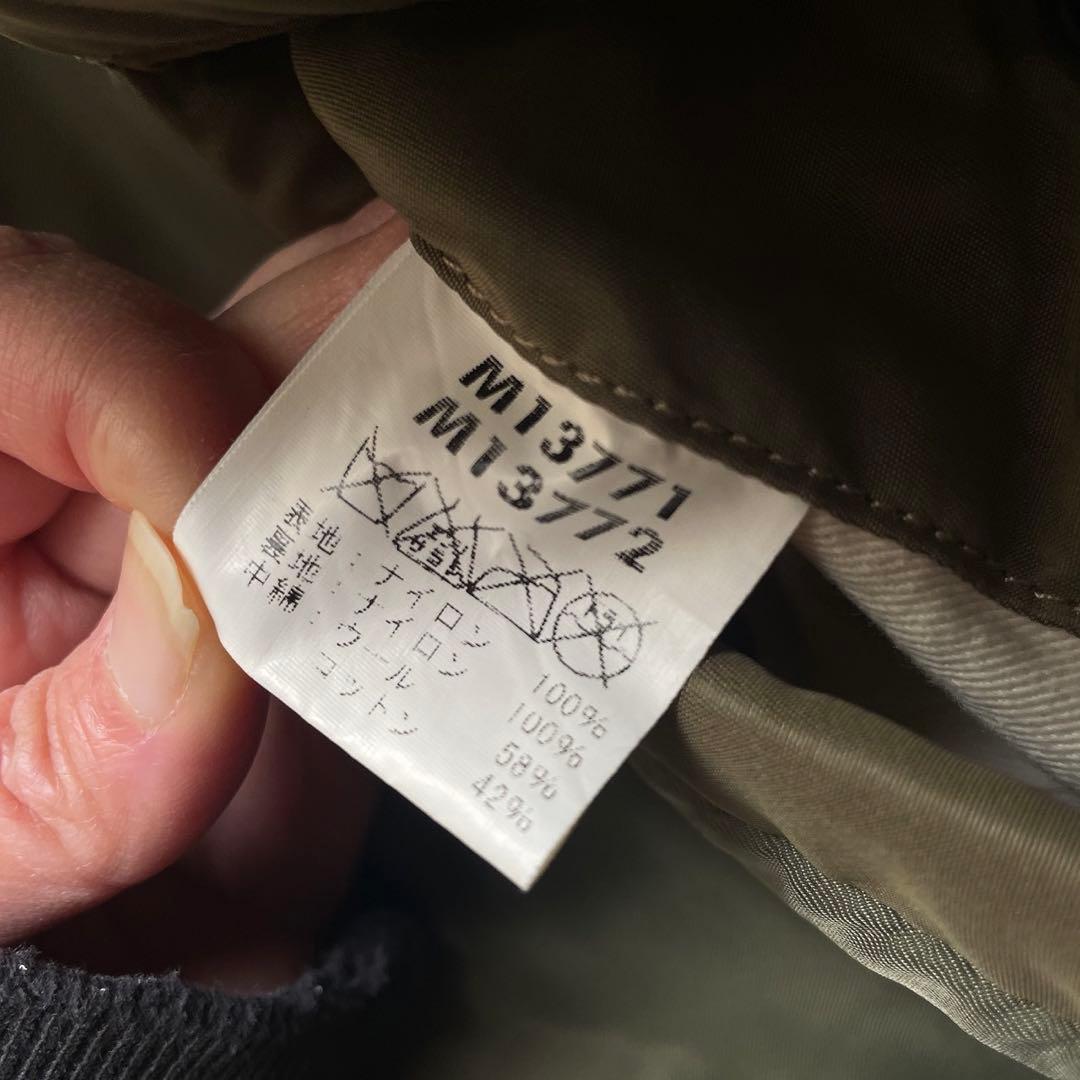 M13771
M13772
表地:ナイロン 100%
裏地:ナイロン 100%
中綿:ウール 58%
コットン 42%